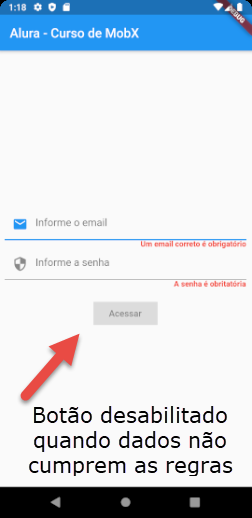 1:18
DEBUG
Alura - Curso de MobX
Informe o email
Um email correto é obrigatório
Informe a senha
A senha é obritatória
Acessar
Botão desabilitado
quando dados não
cumprem as regras